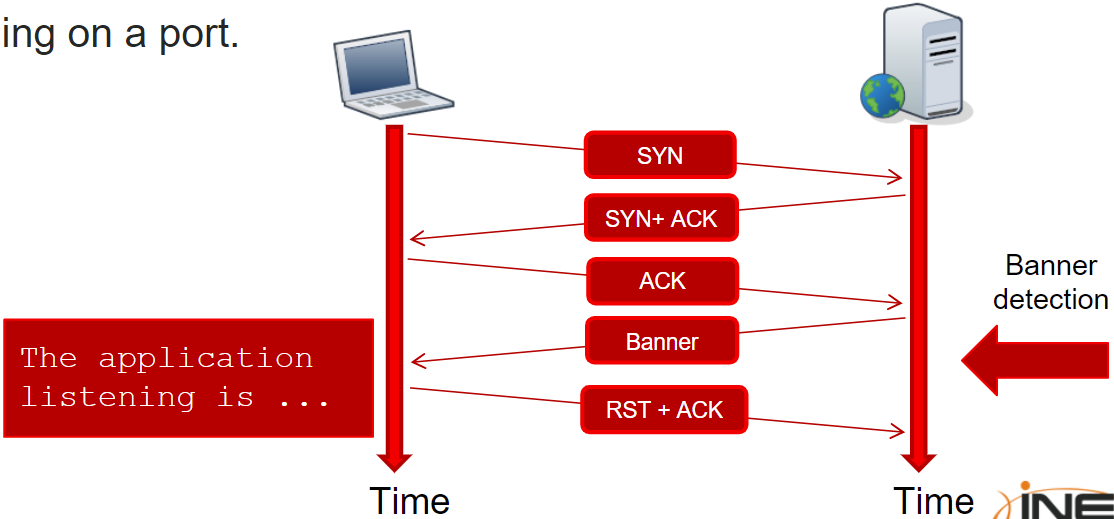 ing on a port.
SYN
SYN+ ACK
ACK
Banner
detection
Banner
The application
listening is ...
RST + ACK
Time
Time
INE